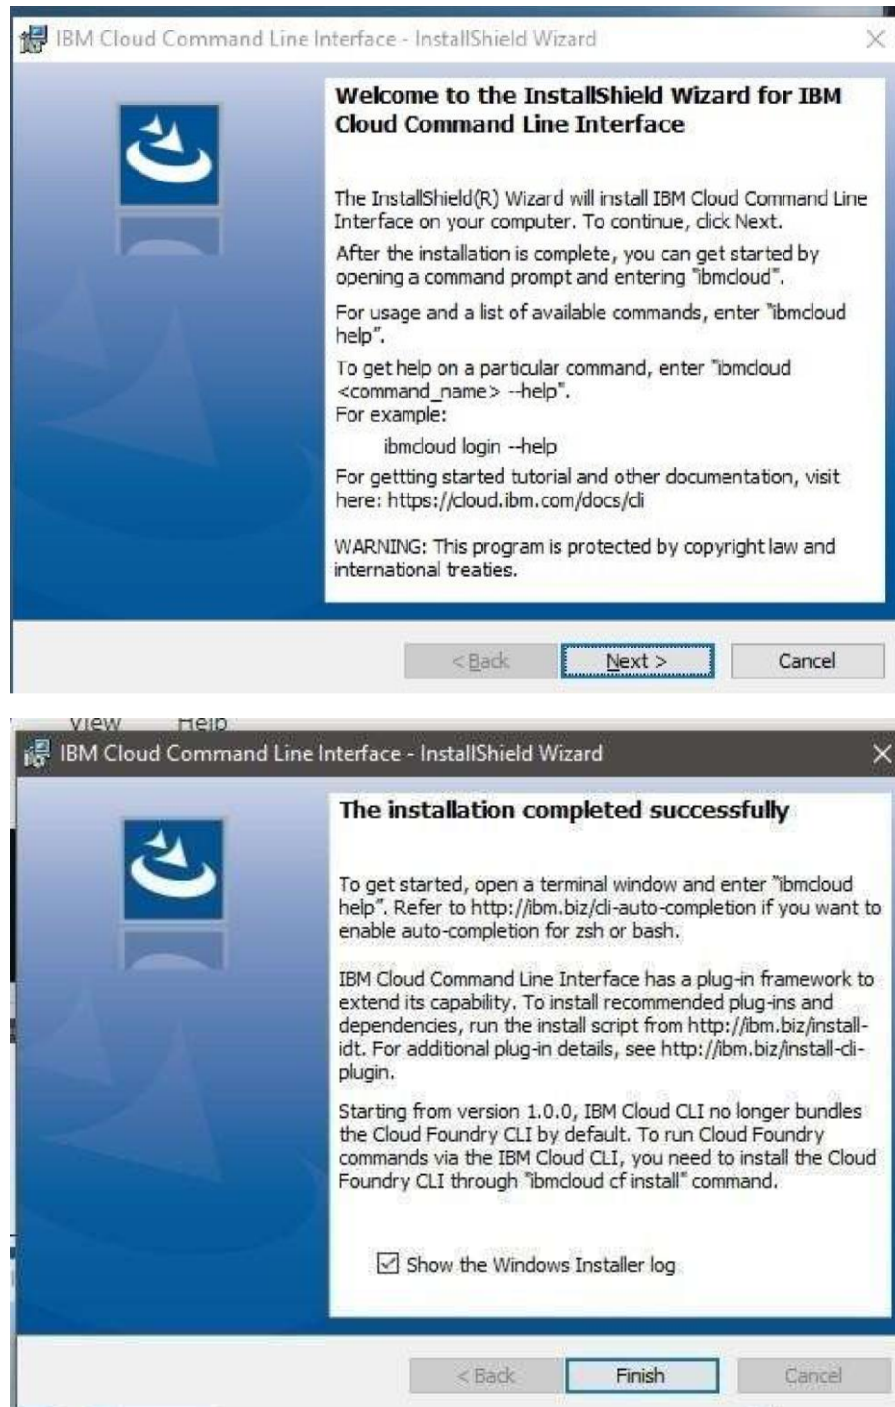 IBM Cloud Command Line Interface - InstallShield Wizard
Welcome to the InstallShield Wizard for IBM
Cloud Command Line Interface
The InstallShield(R) Wizard will install IBM Cloud Command Line
Interface on your computer. To continue, click Next.
After the installation is complete, you can get started by
opening a command prompt and entering "ibmcloud".
For usage and a list of available commands, enter "ibmcloud
help".
To get help on a particular command, enter "ibmcloud
<command_name> --help".
For example:
ibmcloud login --help
For gettting started tutorial and other documentation, visit
here: https://cloud.ibm.com/docs/cli
WARNING: This program is protected by copyright law and
international treaties.
< Back Next > Cancel
View Help
IBM Cloud Command Line Interface - InstallShield Wizard
The installation completed successfully
To get started, open a terminal window and enter "ibmcloud
help". Refer to http://ibm.biz/cli-auto-completion if you want to
enable auto-completion for zsh or bash.
IBM Cloud Command Line Interface has a plug-in framework to
extend its capability. To install recommended plug-ins and
dependencies, run the install script from http://ibm.biz/install-
idt. For additional plug-in details, see http://ibm.biz/install-cli-
plugin.
Starting from version 1.0.0, IBM Cloud CLI no longer bundles
the Cloud Foundry CLI by default. To run Cloud Foundry
commands via the IBM Cloud CLI, you need to install the Cloud
Foundry CLI through "ibmcloud cf install" command.
Show the Windows Installer log
< Back Finish Cancel